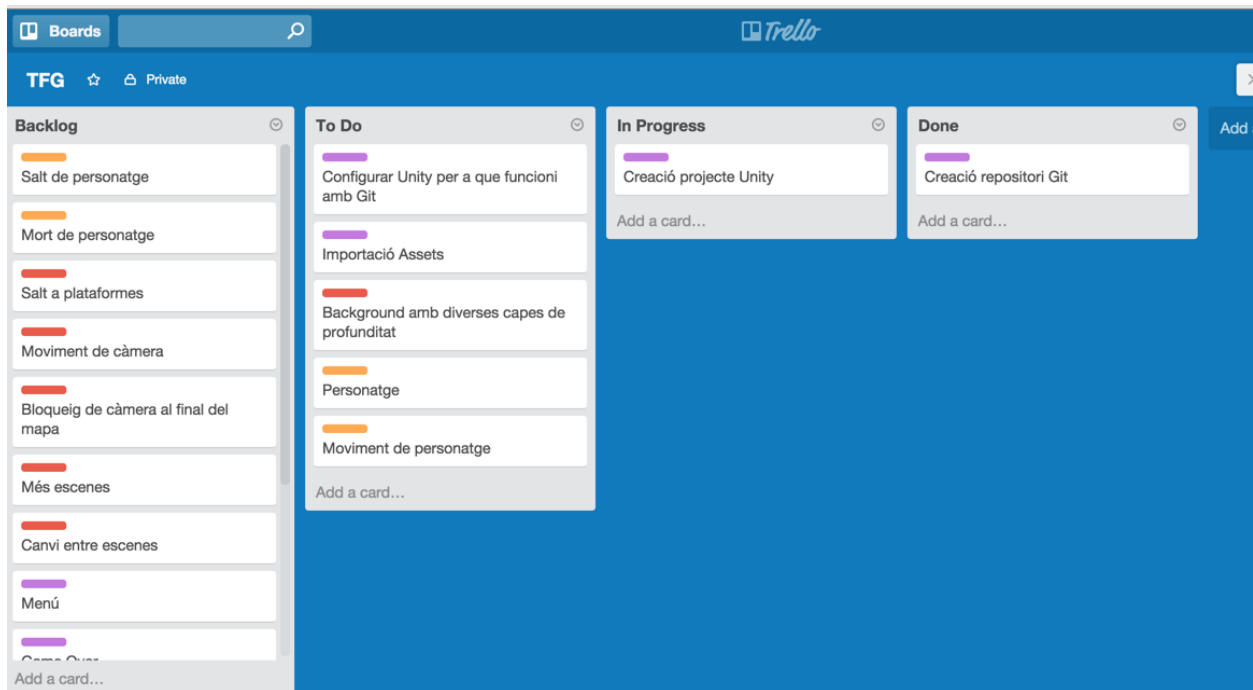 Boards
Trello
TFG
Private
Backlog
Salt de personatge
Mort de personatge
Salt a plataformes
Moviment de càmera
Bloqueig de càmera al final del
mapa
Més escenes
Canvi entre escenes
Menú
Game Over
Add a card...
To Do
Configurar Unity per a que funcioni
amb Git
Importació Assets
Background amb diverses capes de
profunditat
Personatge
Moviment de personatge
Add a card...
In Progress
Creació projecte Unity
Add a card...
Done
Creació repositori Git
Add a card...
Add